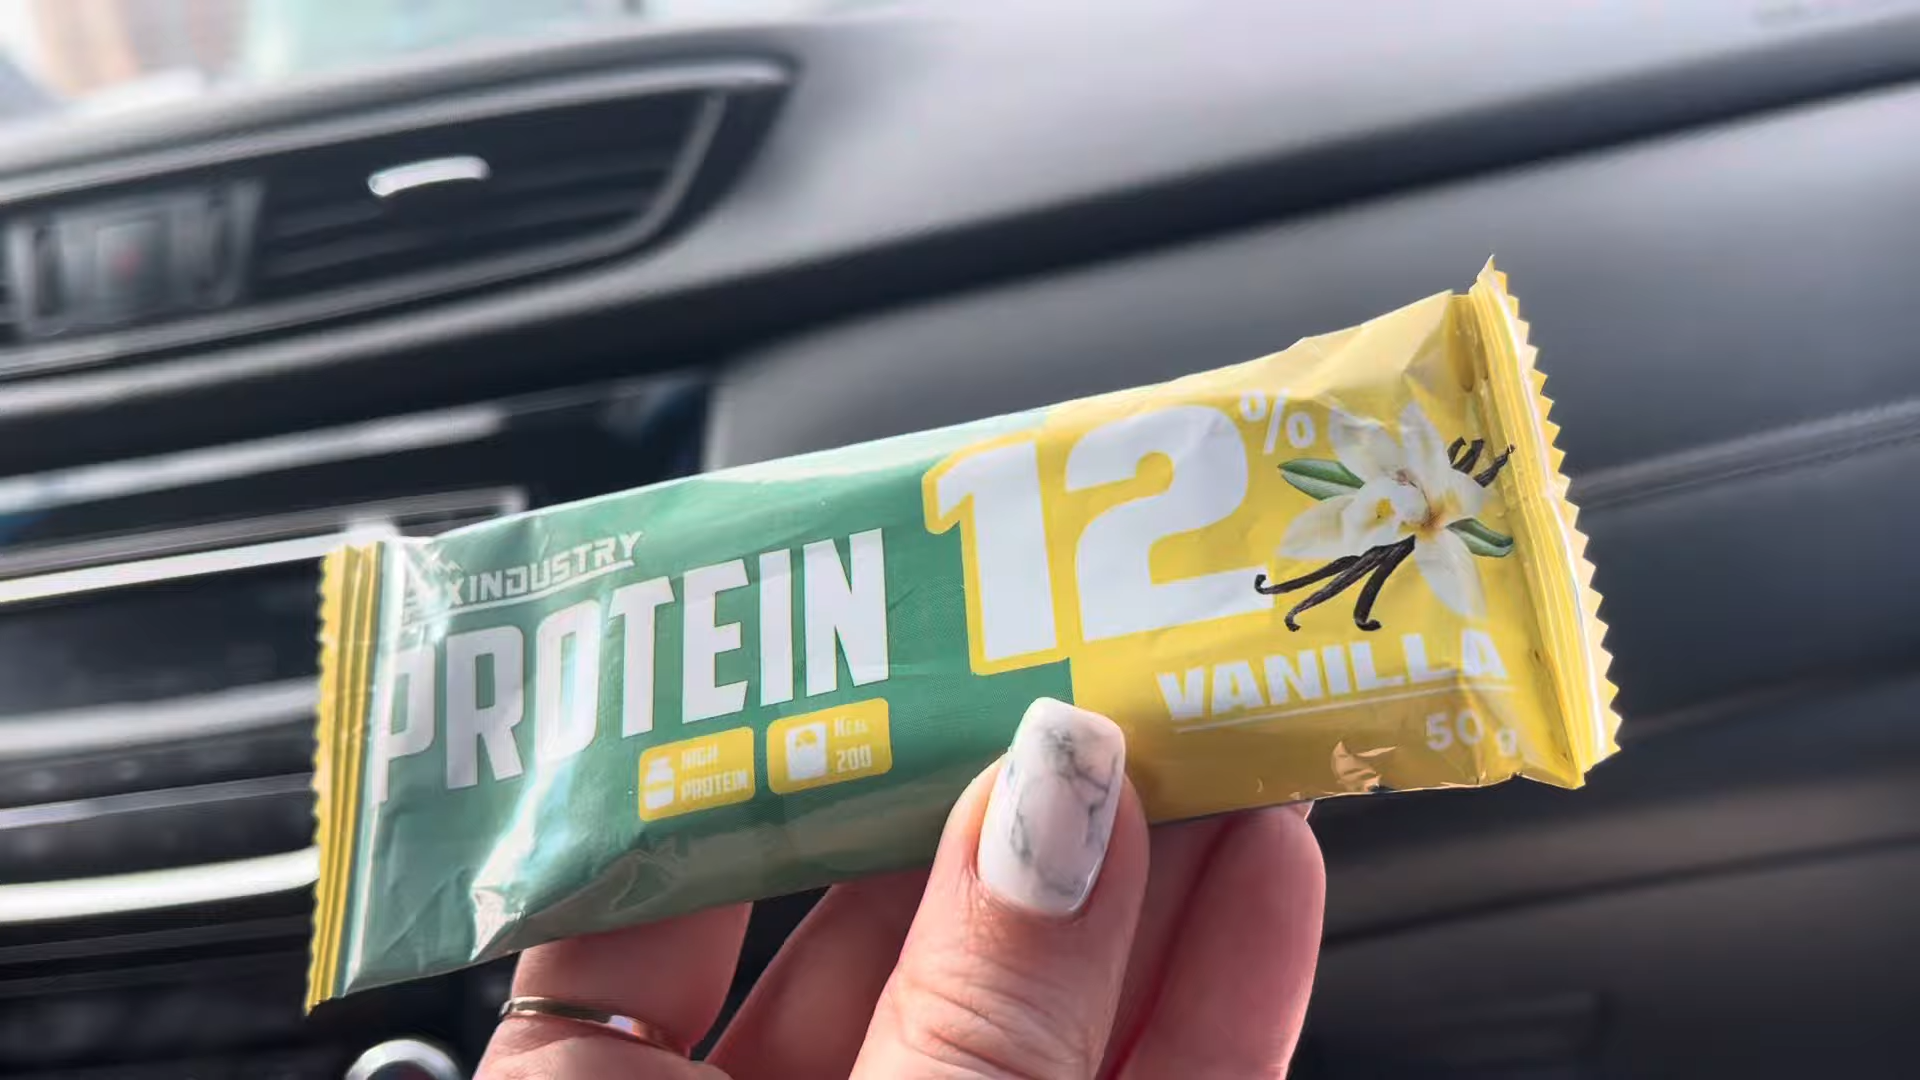 XINDUSTRY
PROTEIN
12%
VANILLA
50 g
HIGH
PROTEIN
Kcal
200